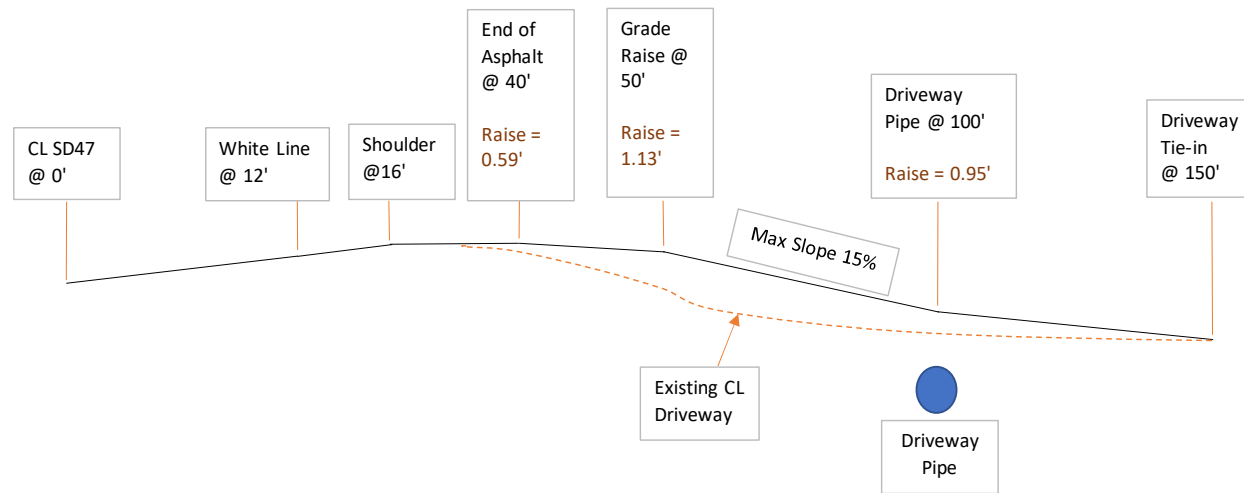 CL SD47
@ 0'
White Line
@ 12'
Shoulder
@16'
End of
Asphalt
@ 40'
Raise =
0.59'
Grade
Raise @
50'
Raise =
1.13'
Max Slope 15%
Driveway
Pipe @ 100'
Raise = 0.95'
Driveway
Tie-in
@ 150'
Existing CL
Driveway
Driveway
Pipe